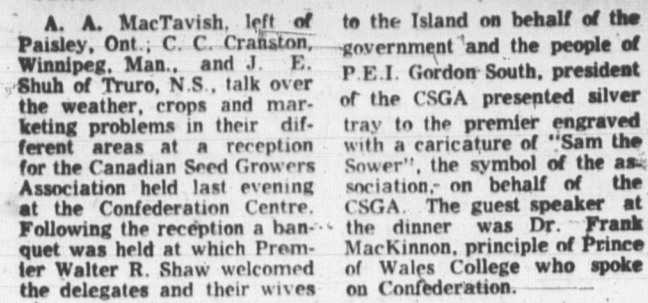 A. A. MacTavish, left of
Paisley, Ont.; C. C. Cranston,
Winnipeg, Man., and J. E.
Shuh of Truro, N.S., talk over
the weather, crops and mar-
keting problems in their dif-
ferent areas at a reception
for the Canadian Seed Growers
Association held last evening
at the Confederation Centre.
Following the reception a ban-
quet was held at which Prem-
ier Walter R. Shaw welcomed
the delegates and their wives
to the Island on behalf of the
government and the people of
P.E.I. Gordon South, president
of the CSGA presented silver
tray to the premier engraved
with a caricature of "Sam the
Sower", the symbol of the as-
sociation, on behalf of the
CSGA. The guest speaker at
the dinner was Dr. Frank
MacKinnon, principle of Prince
of Wales College who spoke
on Confederation.